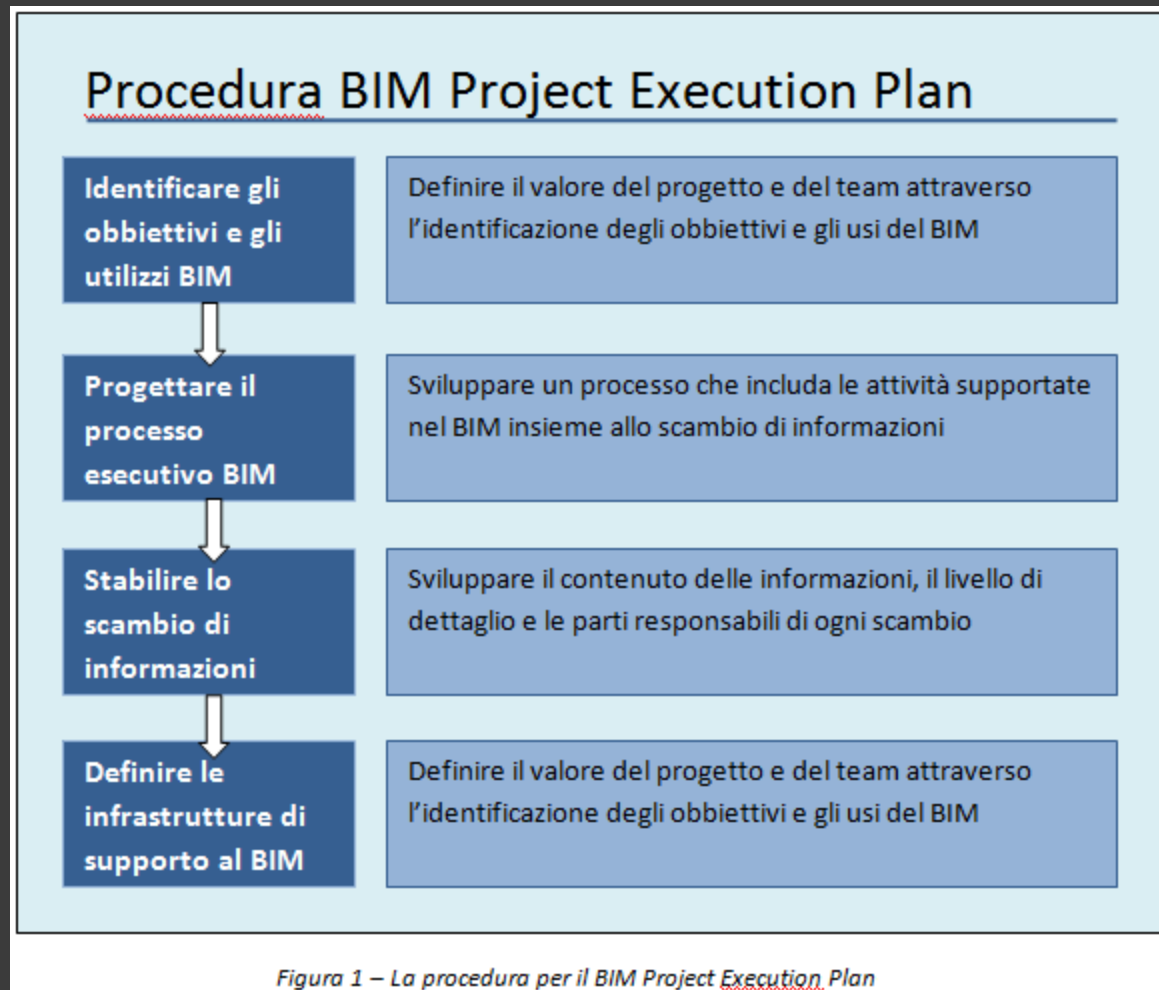 Procedura BIM Project Execution Plan
Identificare gli
obbiettivi e gli
utilizzi BIM
Definire il valore del progetto e del team attraverso
l'identificazione degli obbiettivi e gli usi del BIM
Progettare il
processo
esecutivo BIM
Sviluppare un processo che includa le attività supportate
nel BIM insieme allo scambio di informazioni
Stabilire lo
scambio di
informazioni
Sviluppare il contenuto delle informazioni, il livello di
dettaglio e le parti responsabili di ogni scambio
Definire le
infrastrutture di
supporto al BIM
Definire il valore del progetto e del team attraverso
l'identificazione degli obbiettivi e gli usi del BIM
Figura 1 – La procedura per il BIM Project Execution Plan